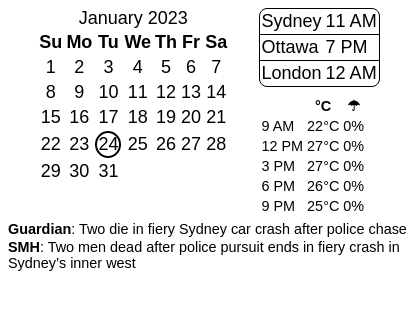 January 2023
Su Mo Tu We Th Fr Sa
1 2 3 4 5 6 7
8 9 10 11 12 13 14
15 16 17 18 19 20 21
22 23 24 25 26 27 28
29 30 31
Sydney 11 AM
Ottawa 7 PM
London 12 AM
°C ☂
9 AM 22°C 0%
12 PM 27°C 0%
3 PM 27°C 0%
6 PM 26°C 0%
9 PM 25°C 0%
Guardian: Two die in fiery Sydney car crash after police chase
SMH: Two men dead after police pursuit ends in fiery crash in
Sydney’s inner west